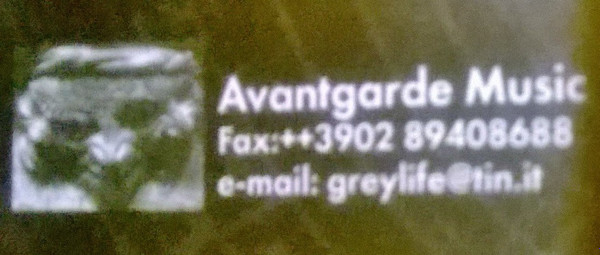 Avantgarde Music
Fax:++3902 89408688
e-mail: greylife@tin.it